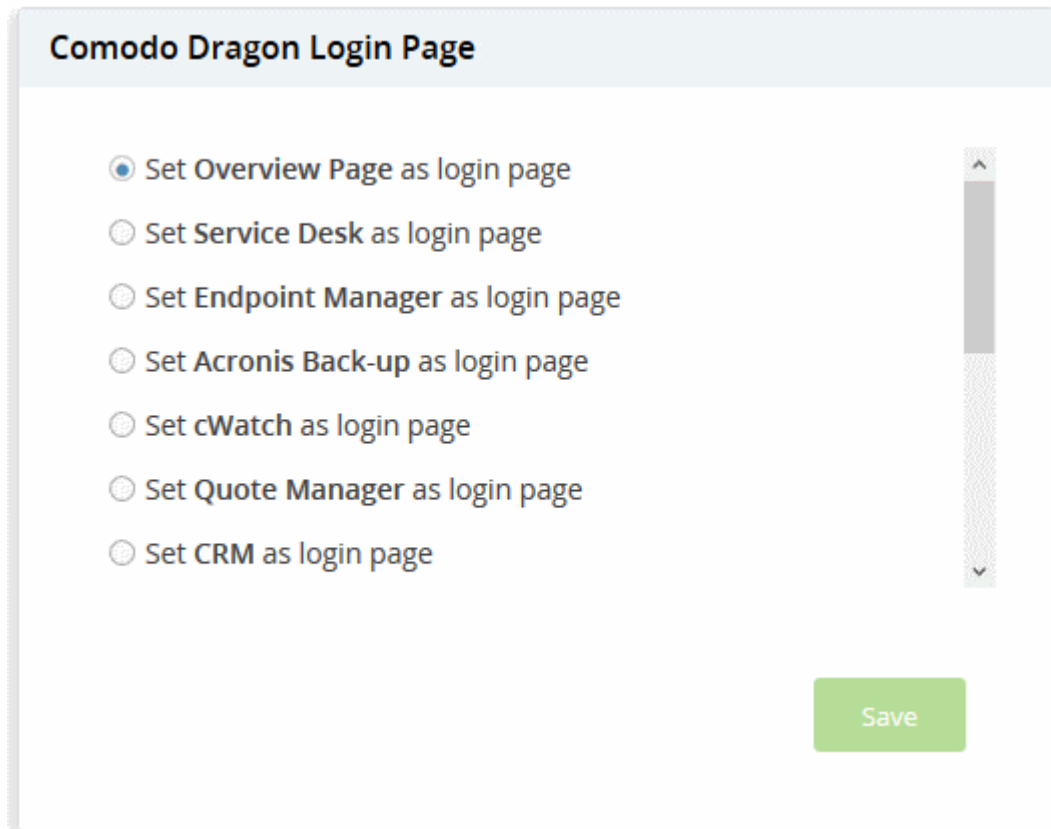 Comodo Dragon Login Page
Set Overview Page as login page
Set Service Desk as login page
Set Endpoint Manager as login page
Set Acronis Back-up as login page
Set cWatch as login page
Set Quote Manager as login page
Set CRM as login page
Save